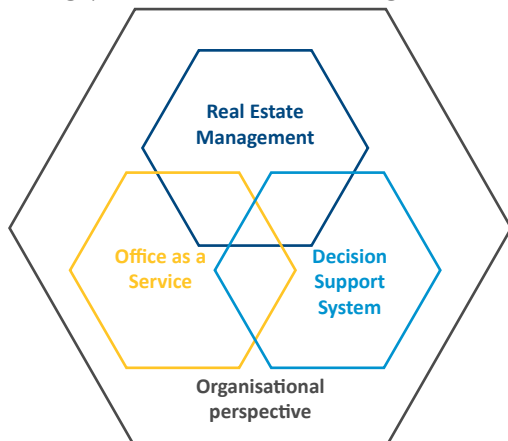 Real Estate
Management
Office as a
Service
Decision
Support
System
Organisational
perspective